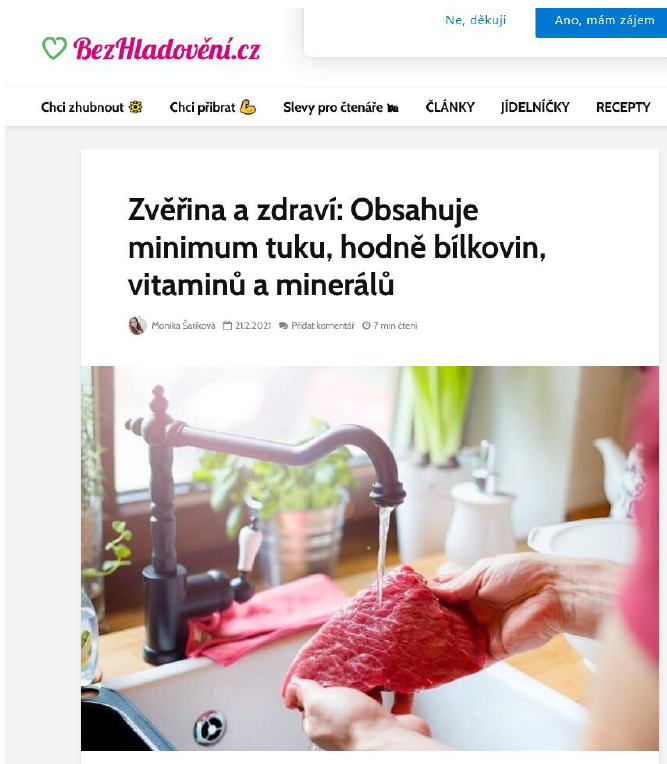 Ne, děkuji
Ano, mám zájem
BezHladovění.cz
Chci zhubnout Chci přibrat Slevy pro čtenáře ČLÁNKY JÍDELNÍČKY RECEPTY
Zvěřina a zdraví: Obsahuje
minimum tuku, hodně bílkovin,
vitaminů a minerálů
Monika Šaríková 21.2.2021 Přidat komentář 7 min čtení